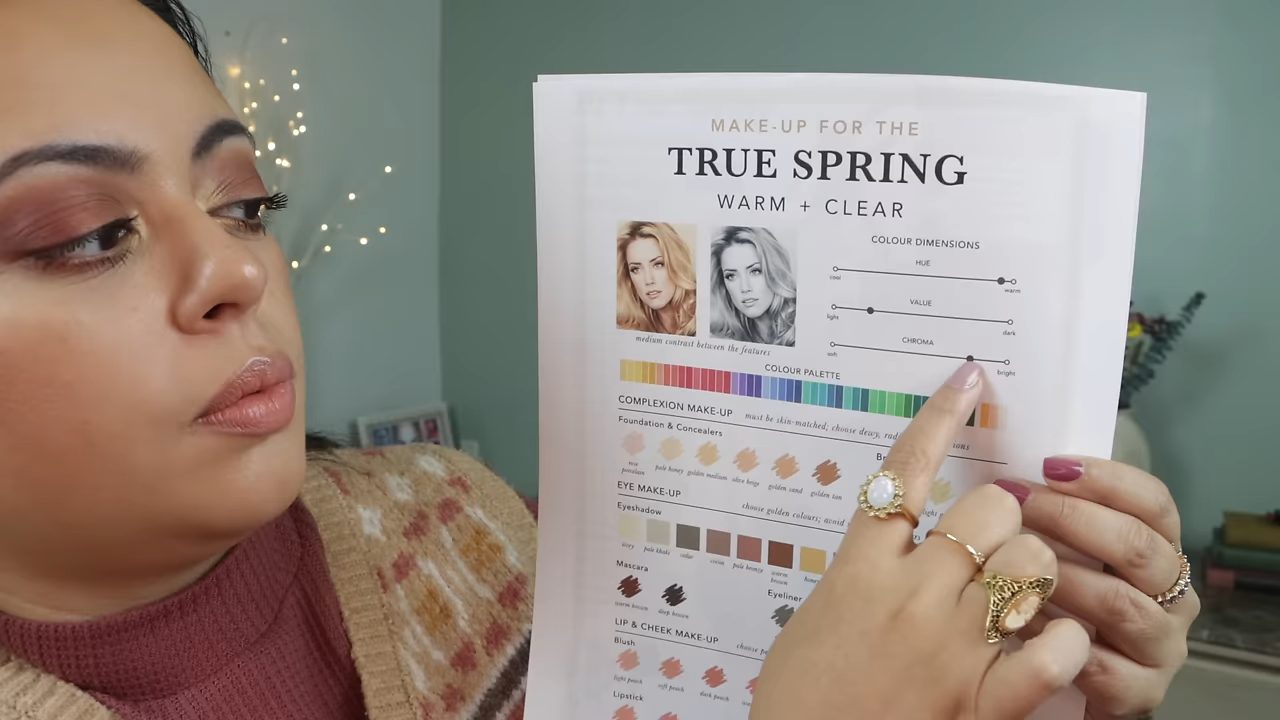 MAKE-UP FOR THE
TRUE SPRING
WARM + CLEAR
COLOUR DIMENSIONS
HUE
cool warm
VALUE
light dark
CHROMA
soft bright
medium contrast between the features
COLOUR PALETTE
COMPLEXION MAKE-UP must be skin-matched; choose dewy,
Foundation & Concealers
porcelain pale honey golden medium olive beige golden sand golden tan
EYE MAKE-UP choose golden colours; avoid
Eyeshadow
ivory pale khaki cedar cocoa pale bronze warm brown
Mascara
warm brown deep brown
Eyeliner
LIP & CHEEK MAKE-UP choose
Blush
light peach soft peach dark peach
Lipstick